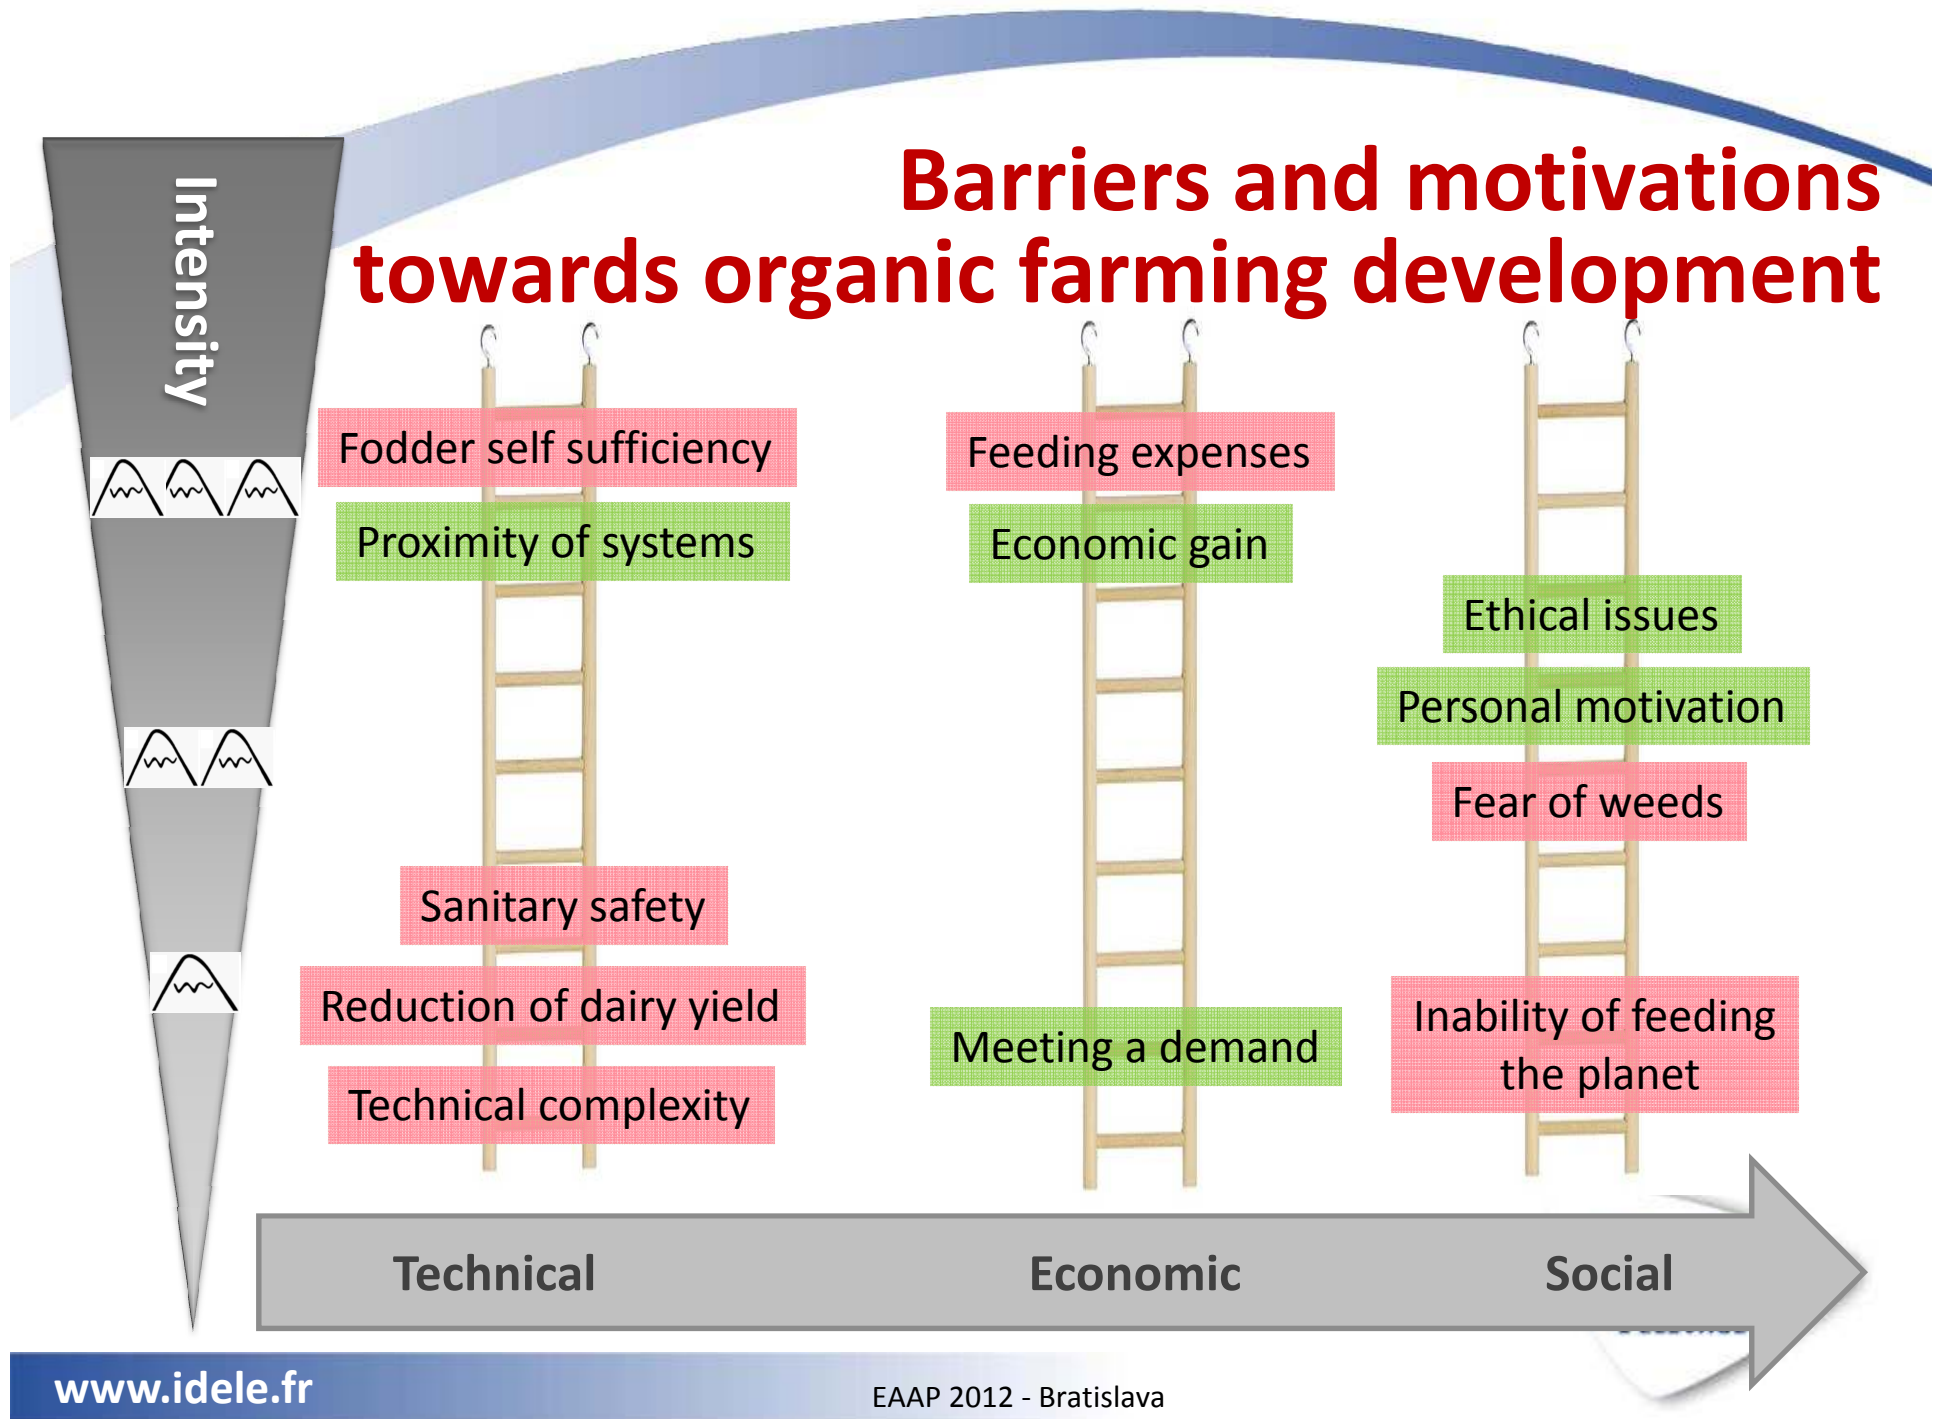 Barriers and motivations
towards organic farming development
Intensity
Fodder self sufficiency
Proximity of systems
Sanitary safety
Reduction of dairy yield
Technical complexity
Feeding expenses
Economic gain
Meeting a demand
Ethical issues
Personal motivation
Fear of weeds
Inability of feeding
the planet
Technical
Economic
Social
www.idele.fr
EAAP 2012 - Bratislava